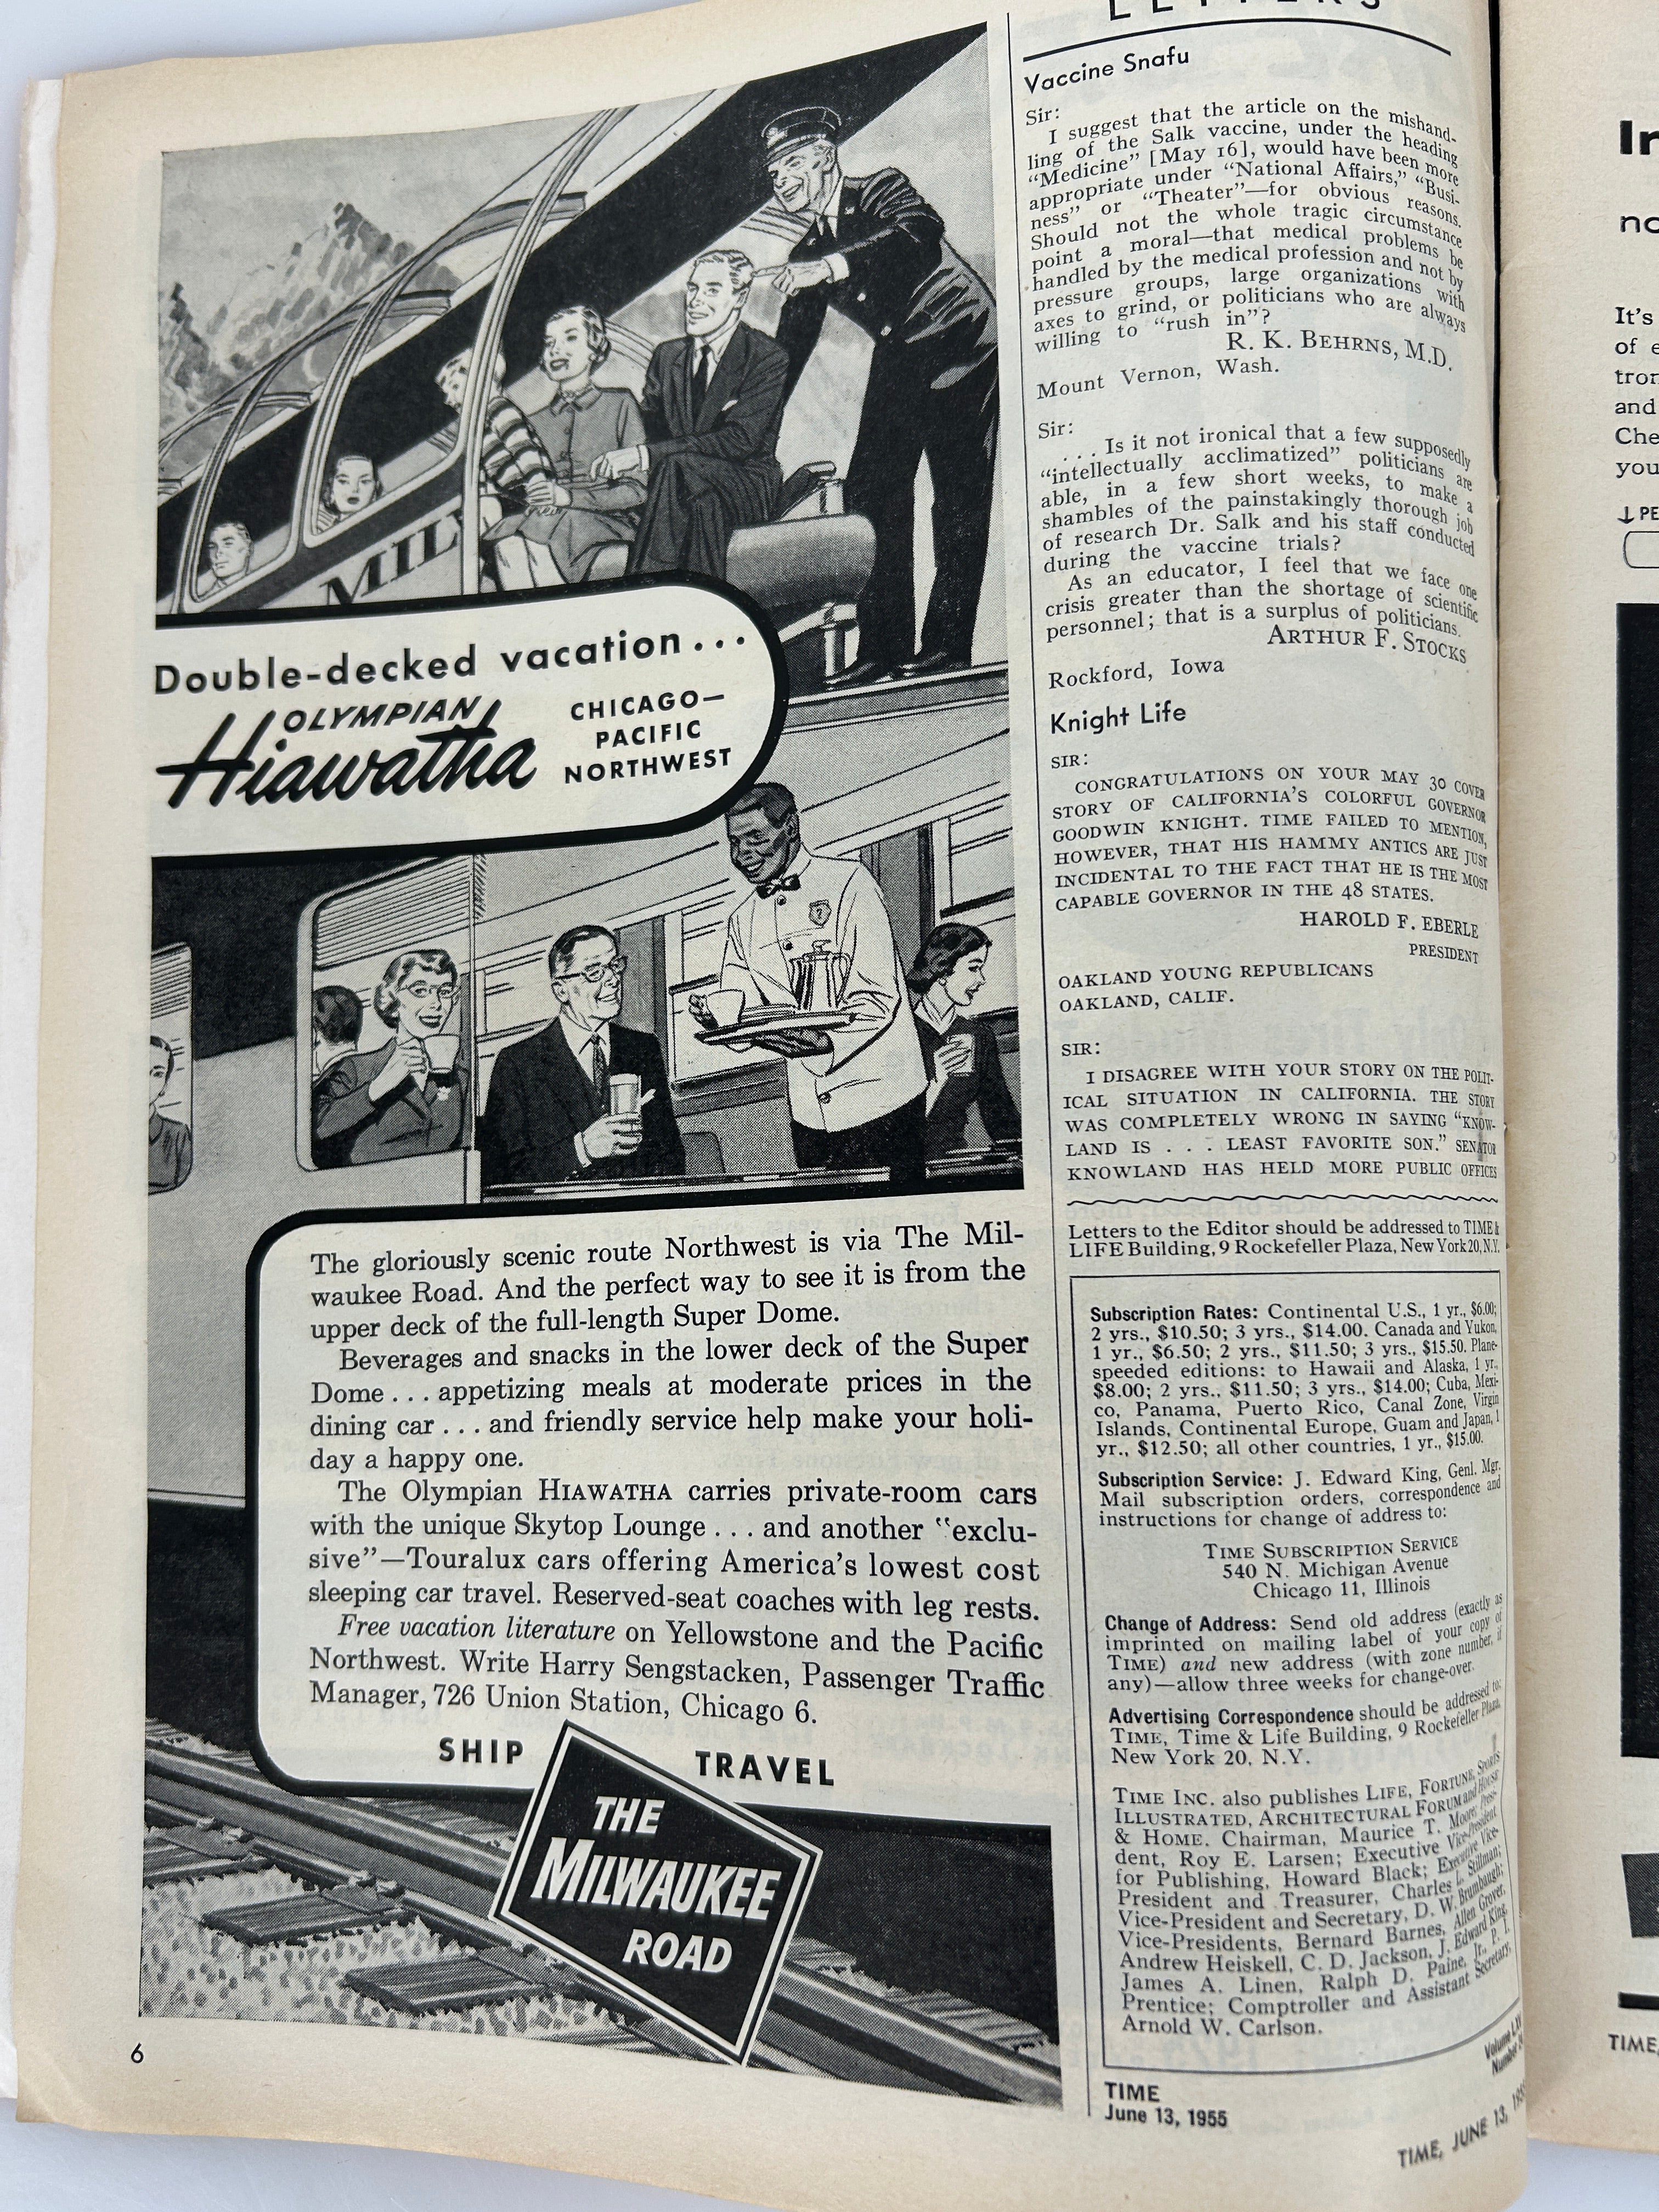 MIL
Double-decked vacation...
OLYMPIAN
Hiawatha
CHICAGO—
PACIFIC
NORTHWEST
The gloriously scenic route Northwest is via The Mil-
waukee Road. And the perfect way to see it is from the
upper deck of the full-length Super Dome.
Beverages and snacks in the lower deck of the Super
Dome...appetizing meals at moderate prices in the
dining car...and friendly service help make your holi-
day a happy one.
The Olympian HIAWATHA carries private-room cars
with the unique Skytop Lounge...and another "exclu-
sive"—Touralux cars offering America's lowest cost
sleeping car travel. Reserved-seat coaches with leg rests.
Free vacation literature on Yellowstone and the Pacific
Northwest. Write Harry Sengstacken, Passenger Traffic
Manager, 726 Union Station, Chicago 6.
SHIP
TRAVEL
THE
MILWAUKEE
ROAD
6
LETTERS
Vaccine Snafu
Sir:
I suggest that the article on the mishand-
ling of the Salk vaccine, under the heading
"Medicine" [May 16], would have been more
appropriate under "National Affairs," "Busi-
ness" or "Theater"—for obvious reasons.
Should not the whole tragic circumstance
point a moral—that medical problems be
handled by the medical profession and not by
pressure groups, large organizations with
axes to grind, or politicians who are always
willing to "rush in"?
R. K. BEHRNS, M.D.
Mount Vernon, Wash.
Sir:
. . . Is it not ironical that a few supposedly
"intellectually acclimatized" politicians are
able, in a few short weeks, to make a
shambles of the painstakingly thorough job
of research Dr. Salk and his staff conducted
during the vaccine trials?
As an educator, I feel that we face one
crisis greater than the shortage of scientific
personnel; that is a surplus of politicians.
ARTHUR F. STOCKS
Rockford, Iowa
Knight Life
SIR:
CONGRATULATIONS ON YOUR MAY 30 COVER
STORY OF CALIFORNIA'S COLORFUL GOVERNOR
GOODWIN KNIGHT. TIME FAILED TO MENTION,
HOWEVER, THAT HIS HAMMY ANTICS ARE JUST
INCIDENTAL TO THE FACT THAT HE IS THE MOST
CAPABLE GOVERNOR IN THE 48 STATES.
HAROLD F. EBERLE
PRESIDENT
OAKLAND YOUNG REPUBLICANS
OAKLAND, CALIF.
SIR:
I DISAGREE WITH YOUR STORY ON THE POLIT-
ICAL SITUATION IN CALIFORNIA. THE STORY
WAS COMPLETELY WRONG IN SAYING "KNOW-
LAND IS . . . LEAST FAVORITE SON." SENATOR
KNOWLAND HAS HELD MORE PUBLIC OFFICES
Letters to the Editor should be addressed to TIME &
LIFE Building, 9 Rockefeller Plaza, New York 20, N.Y.
Subscription Rates: Continental U.S., 1 yr., $6.00;
2 yrs., $10.50; 3 yrs., $14.00. Canada and Yukon,
1 yr., $6.50; 2 yrs., $11.50; 3 yrs., $15.50. Plane-
speeded editions: to Hawaii and Alaska, 1 yr.,
$8.00; 2 yrs., $11.50; 3 yrs., $14.00; Cuba, Mexi-
co, Panama, Puerto Rico, Canal Zone, Virgin
Islands, Continental Europe, Guam and Japan, 1
yr., $12.50; all other countries, 1 yr., $15.00.
Subscription Service: J. Edward King, Genl. Mgr.
Mail subscription orders, correspondence and
instructions for change of address to:
TIME SUBSCRIPTION SERVICE
540 N. Michigan Avenue
Chicago 11, Illinois
Change of Address: Send old address (exactly as
imprinted on mailing label of your copy of
TIME) and new address (with zone number, if
any)—allow three weeks for change-over.
Advertising Correspondence should be addressed to:
TIME, Time & Life Building, 9 Rockefeller Plaza,
New York 20, N.Y.
TIME INC. also publishes LIFE, FORTUNE, SPORTS
ILLUSTRATED, ARCHITECTURAL FORUM and HOUSE
& HOME. Chairman, Maurice T. Moore; Presi-
dent, Roy E. Larsen; Executive Vice-President
for Publishing, Howard Black; Executive Vice-
President and Treasurer, Charles L. Stillman;
Vice-President and Secretary, D. W. Brumbaugh;
Vice-Presidents, Bernard Barnes, Allen Grover,
Andrew Heiskell, C. D. Jackson, J. Edward King,
James A. Linen, Ralph D. Paine, Jr., P. I.
Prentice; Comptroller and Assistant Secretary,
Arnold W. Carlson.
TIME
June 13, 1955
Volume
Number
TIME, JUNE 13,
It's
of
and
Che
you
↓ PE
TIME,